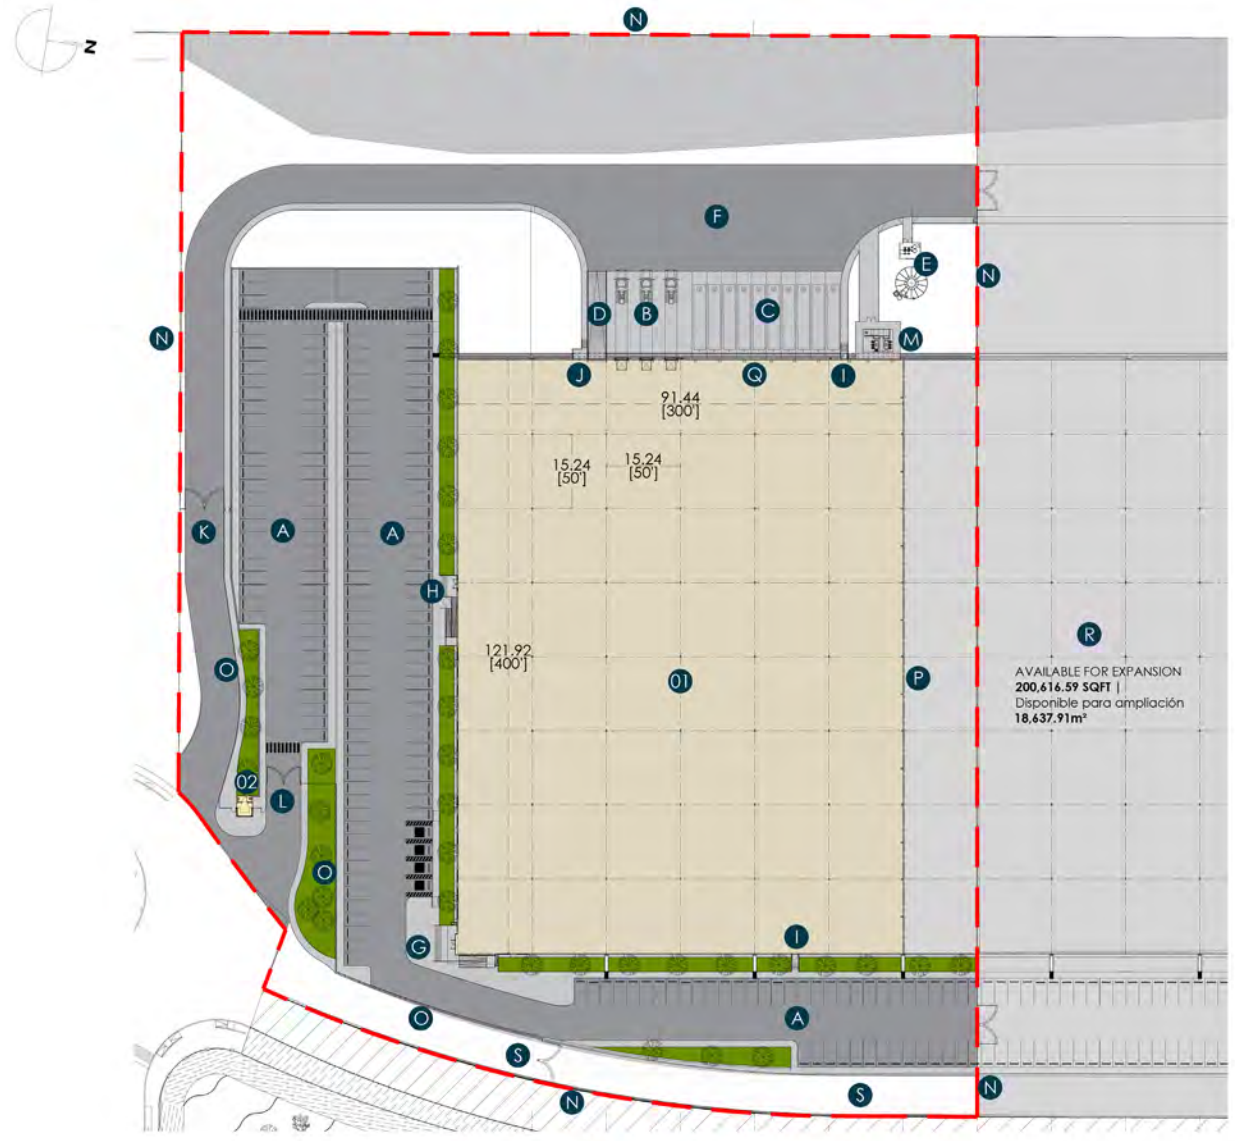 N
N
F
E
N
D
B
C
N
M
J
Q
I
91.44
[300']
15.24
[50']
15.24
[50']
K
A
A
H
R
121.92
[400']
O
01
P
AVAILABLE FOR EXPANSION
200,616.59 SQFT |
Disponible para ampliación
18,637.91m²
02
L
O
I
G
O
A
S
N
S
N